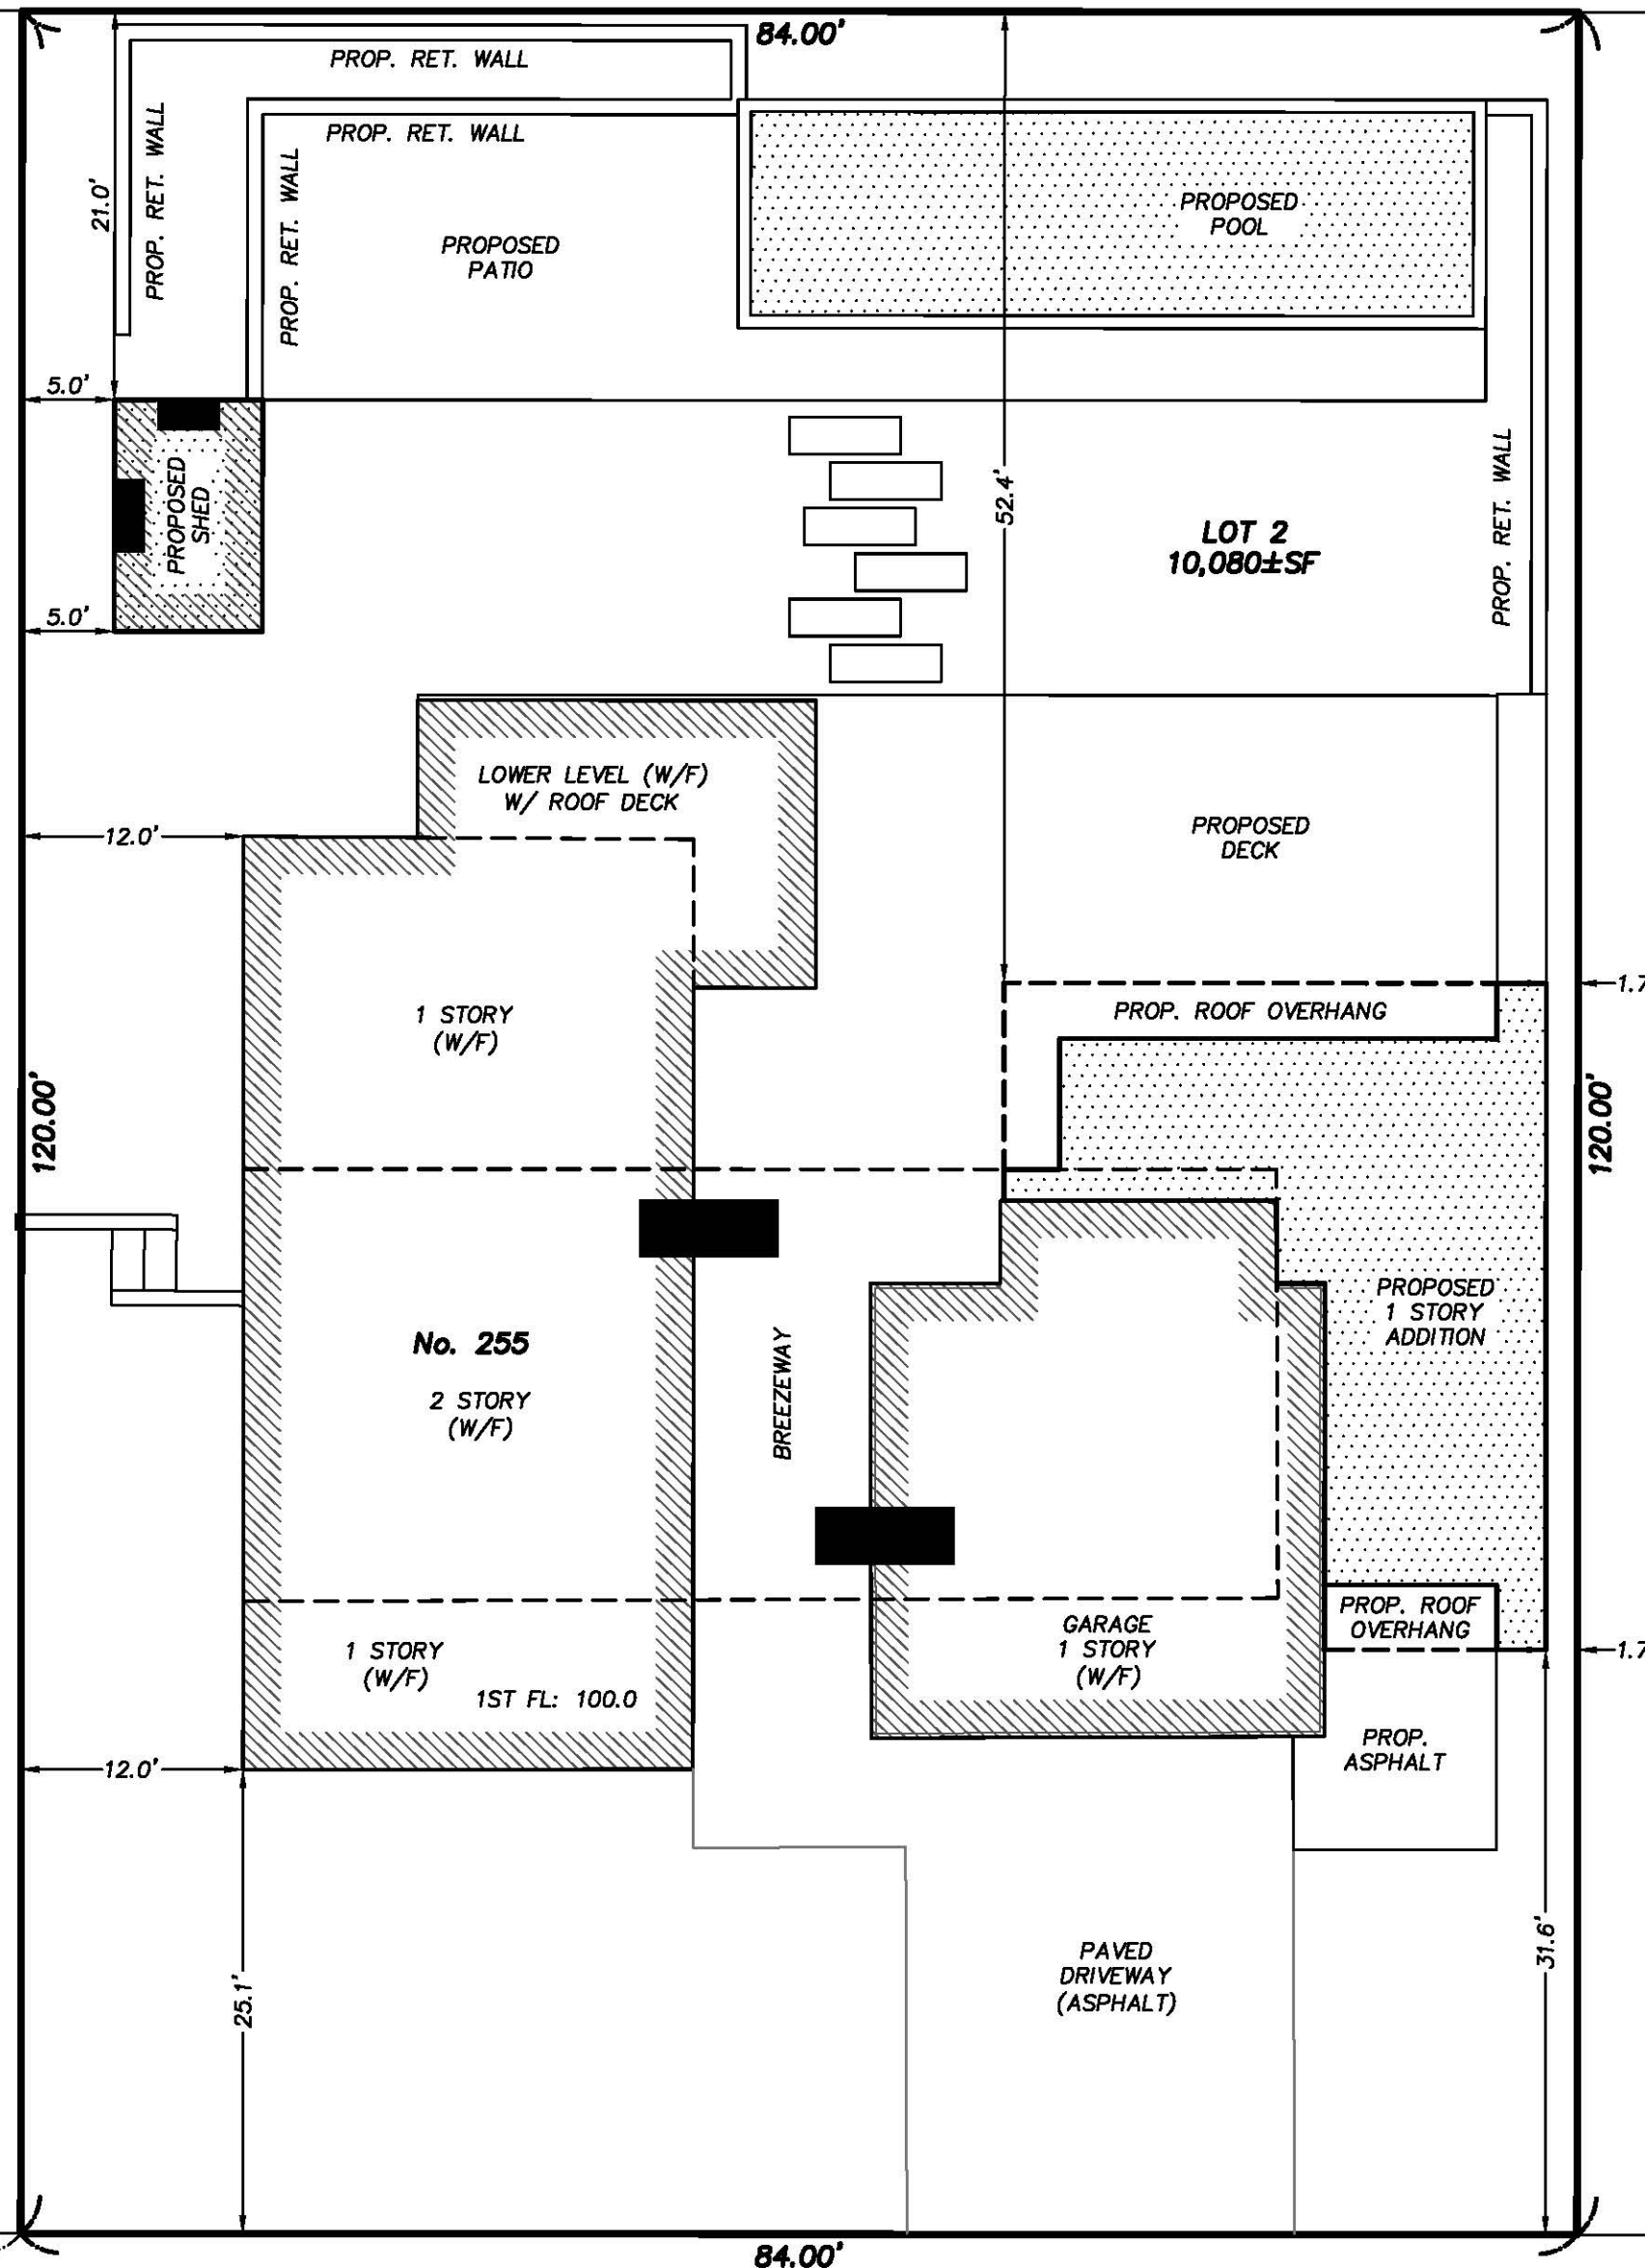 84.00'
PROP. RET. WALL
PROP. RET. WALL
PROP. RET. WALL
PROP. RET. WALL
21.0'
PROPOSED
POOL
PROPOSED
PATIO
5.0'
PROPOSED
SHED
52.4'
LOT 2
10,080±SF
PROP. RET. WALL
5.0'
LOWER LEVEL (W/F)
W/ ROOF DECK
12.0'
PROPOSED
DECK
1.7
PROP. ROOF OVERHANG
1 STORY
(W/F)
120.00'
120.00'
PROPOSED
1 STORY
ADDITION
No. 255
2 STORY
(W/F)
BREEZEWAY
PROP. ROOF
OVERHANG
GARAGE
1 STORY
(W/F)
1.7
1 STORY
(W/F)
1ST FL: 100.0
PROP.
ASPHALT
12.0'
31.6'
25.1'
PAVED
DRIVEWAY
(ASPHALT)
84.00'